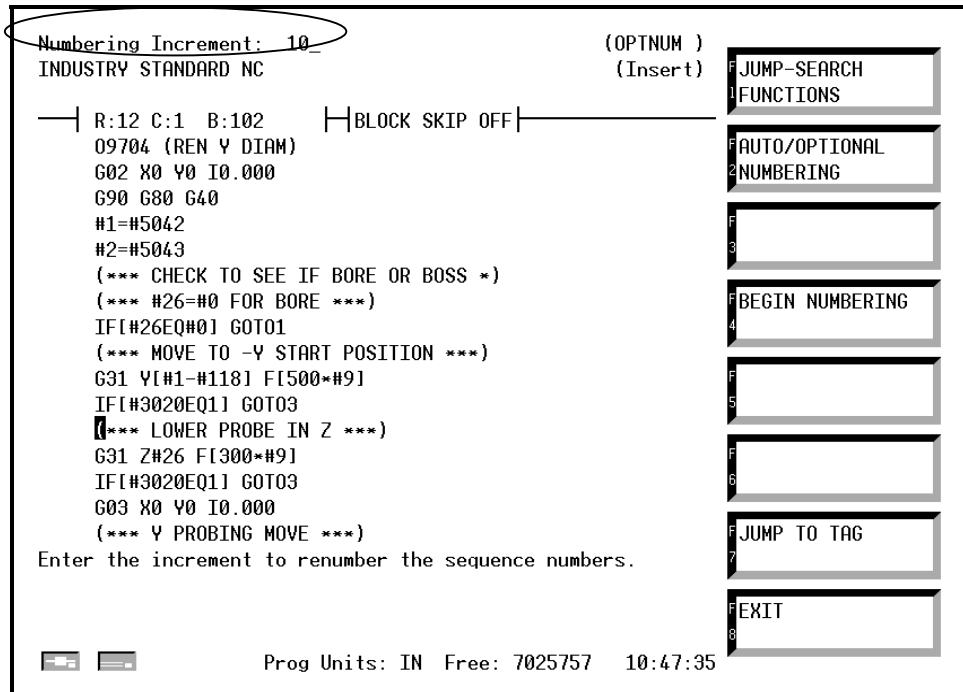 Numbering Increment: 10_
(OPTNUM )
INDUSTRY STANDARD NC
(Insert)
R:12 C:1 B:102
BLOCK SKIP OFF
O9704 (REN Y DIAM)
G02 X0 Y0 I0.000
G90 G80 G40
#1=#5042
#2=#5043
(*** CHECK TO SEE IF BORE OR BOSS *)
(*** #26=#0 FOR BORE ***)
IF[#26EQ#0] GOTO1
(*** MOVE TO -Y START POSITION ***)
G31 Y[#1-#118] F[500*#9]
IF[#3020EQ1] GOTO3
(*** LOWER PROBE IN Z ***)
G31 Z#26 F[300*#9]
IF[#3020EQ1] GOTO3
G03 X0 Y0 I0.000
(*** Y PROBING MOVE ***)
Enter the increment to renumber the sequence numbers.
Prog Units: IN Free: 7025757 10:47:35
F1 JUMP-SEARCH
FUNCTIONS
F2 AUTO/OPTIONAL
NUMBERING
F3
F4 BEGIN NUMBERING
F5
F6
F7 JUMP TO TAG
F8 EXIT